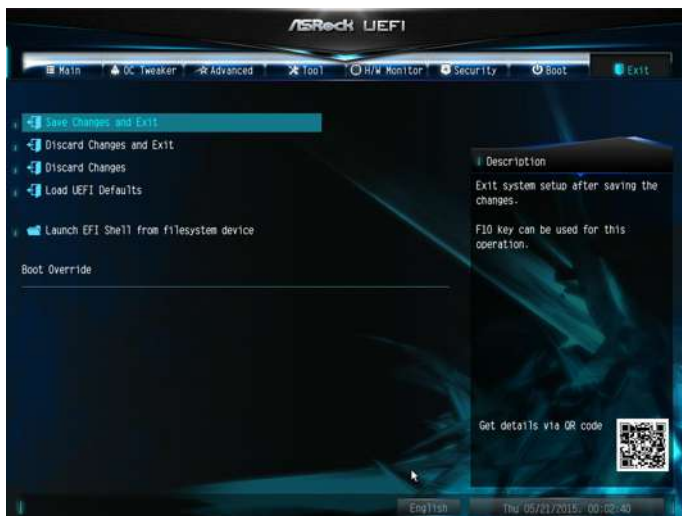 ASRock UEFI
Main OC Tweaker Advanced Tool H/W Monitor Security Boot Exit
Save Changes and Exit
Discard Changes and Exit
Discard Changes
Load UEFI Defaults
Launch EFI Shell from filesystem device
Boot Override
Description
Exit system setup after saving the
changes.
F10 key can be used for this
operation.
Get details via QR code
English
Thu 05/21/2015. 00:02:40